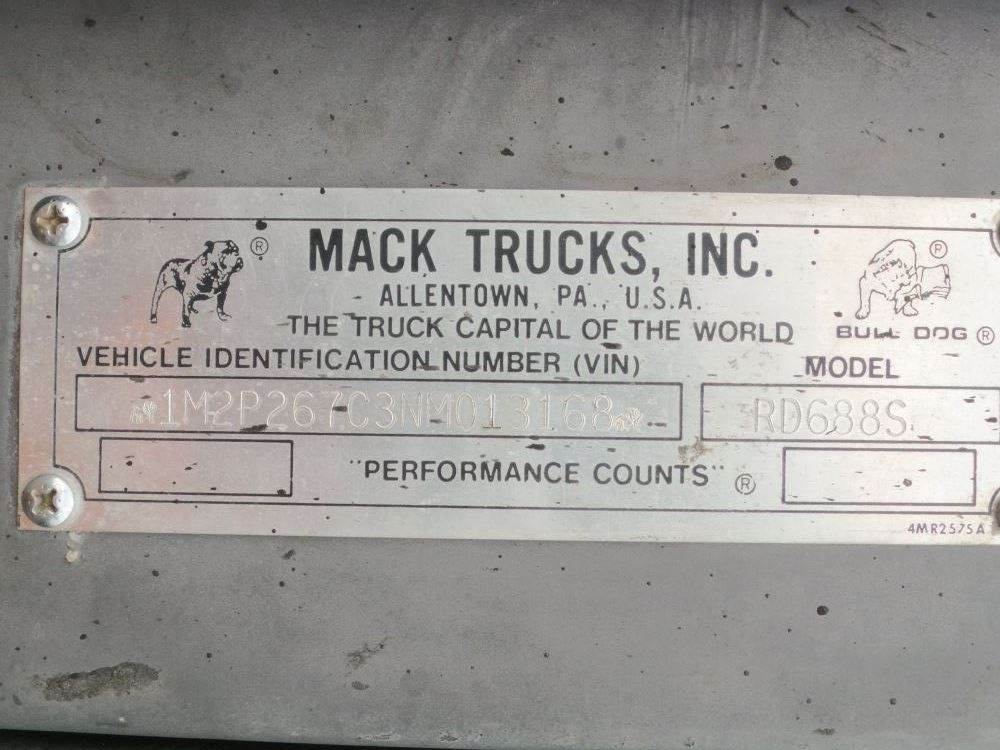 MACK TRUCKS, INC.
ALLENTOWN, PA., U.S.A.
THE TRUCK CAPITAL OF THE WORLD
BULL DOG ®
VEHICLE IDENTIFICATION NUMBER (VIN)
MODEL
1M2P267C3NM013168
RD688S
"PERFORMANCE COUNTS" ®
4MR2575A